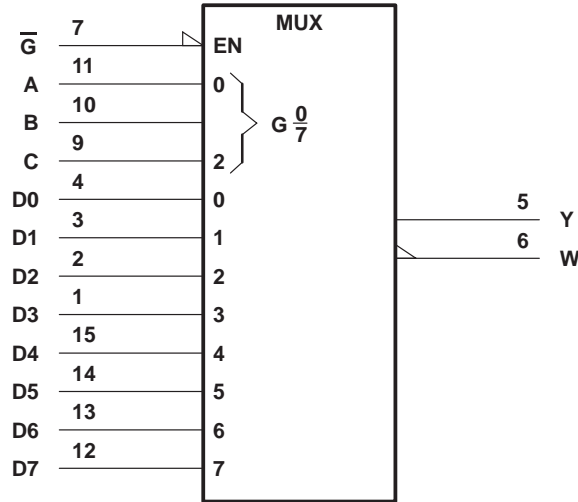 MUX
G̅ 7 EN
A 11 0
B 10
G 0/7
C 9 2
D0 4 0
D1 3 1
5 Y
D2 2 2
6 W
D3 1 3
D4 15 4
D5 14 5
D6 13 6
D7 12 7